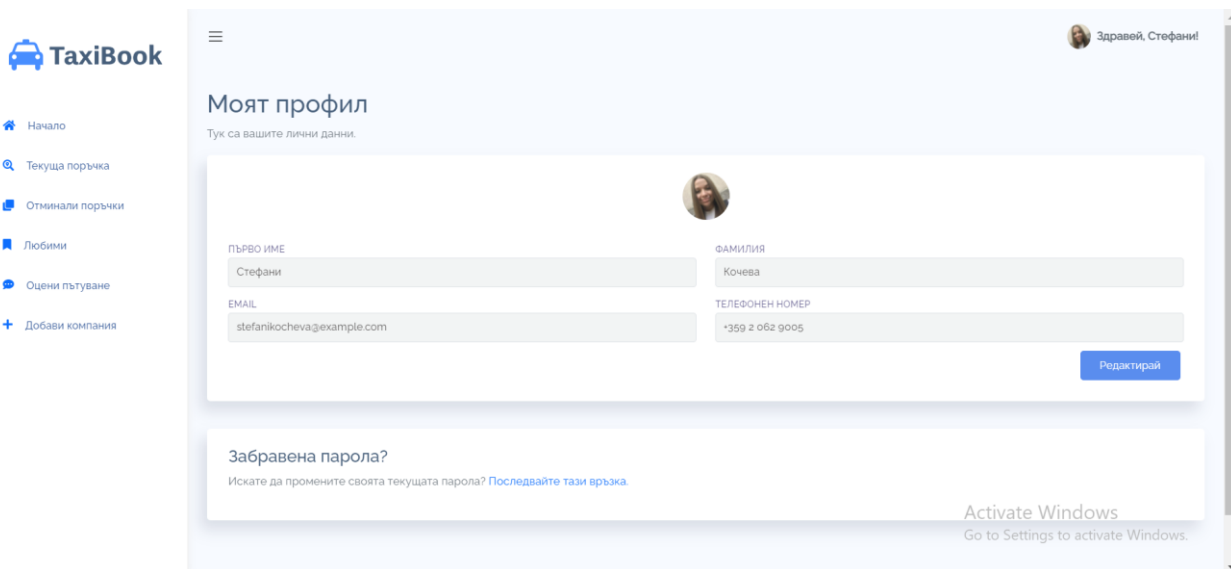 TaxiBook
Здравей, Стефани!
Начало
Текуща поръчка
Отминали поръчки
Любими
Оцени пътуване
Добави компания
Моят профил
Тук са вашите лични данни.
ПЪРВО ИМЕ
Стефани
ФАМИЛИЯ
Кочева
EMAIL
stefanikocheva@example.com
ТЕЛЕФОНЕН НОМЕР
+359 2 062 9005
Редактирай
Забравена парола?
Искате да промените своята текущата парола? Последвайте тази връзка.
Activate Windows
Go to Settings to activate Windows.